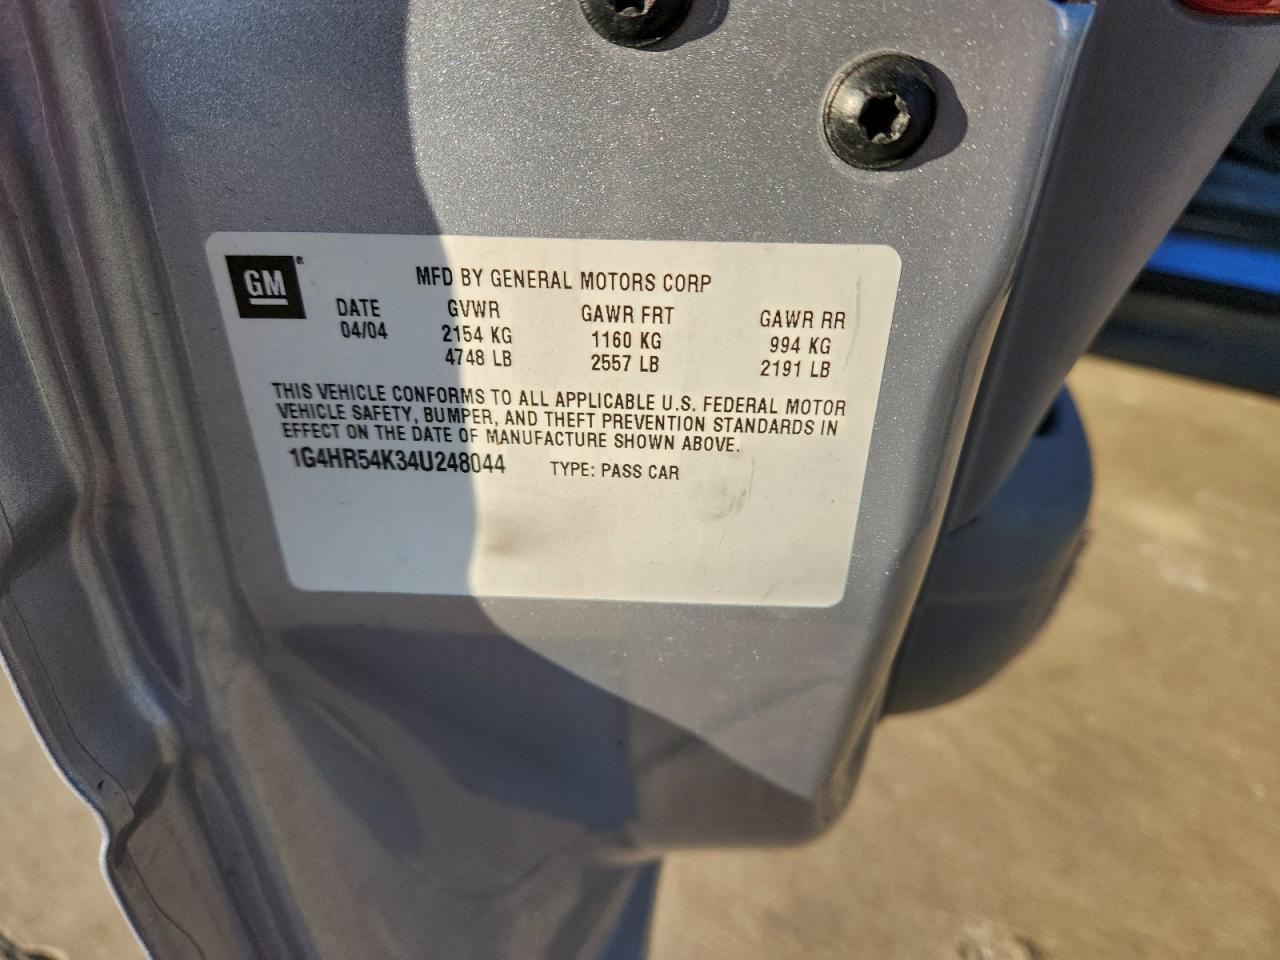 GM®
MFD BY GENERAL MOTORS CORP
DATE GVWR GAWR FRT GAWR RR
04/04 2154 KG 1160 KG 994 KG
4748 LB 2557 LB 2191 LB
THIS VEHICLE CONFORMS TO ALL APPLICABLE U.S. FEDERAL MOTOR
VEHICLE SAFETY, BUMPER, AND THEFT PREVENTION STANDARDS IN
EFFECT ON THE DATE OF MANUFACTURE SHOWN ABOVE.
1G4HR54K34U248044 TYPE: PASS CAR